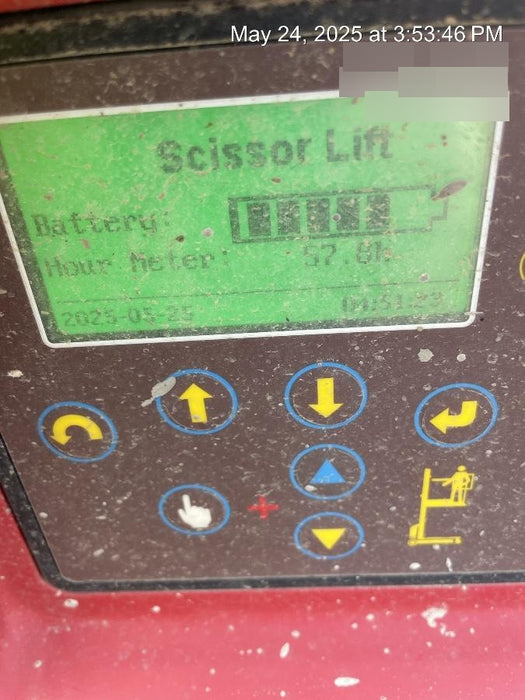 May 24, 2025 at 3:53:46 PM
Scissor Lift
Battery:
Hour Meter: 57.8h
2025-05-25 04:51:23